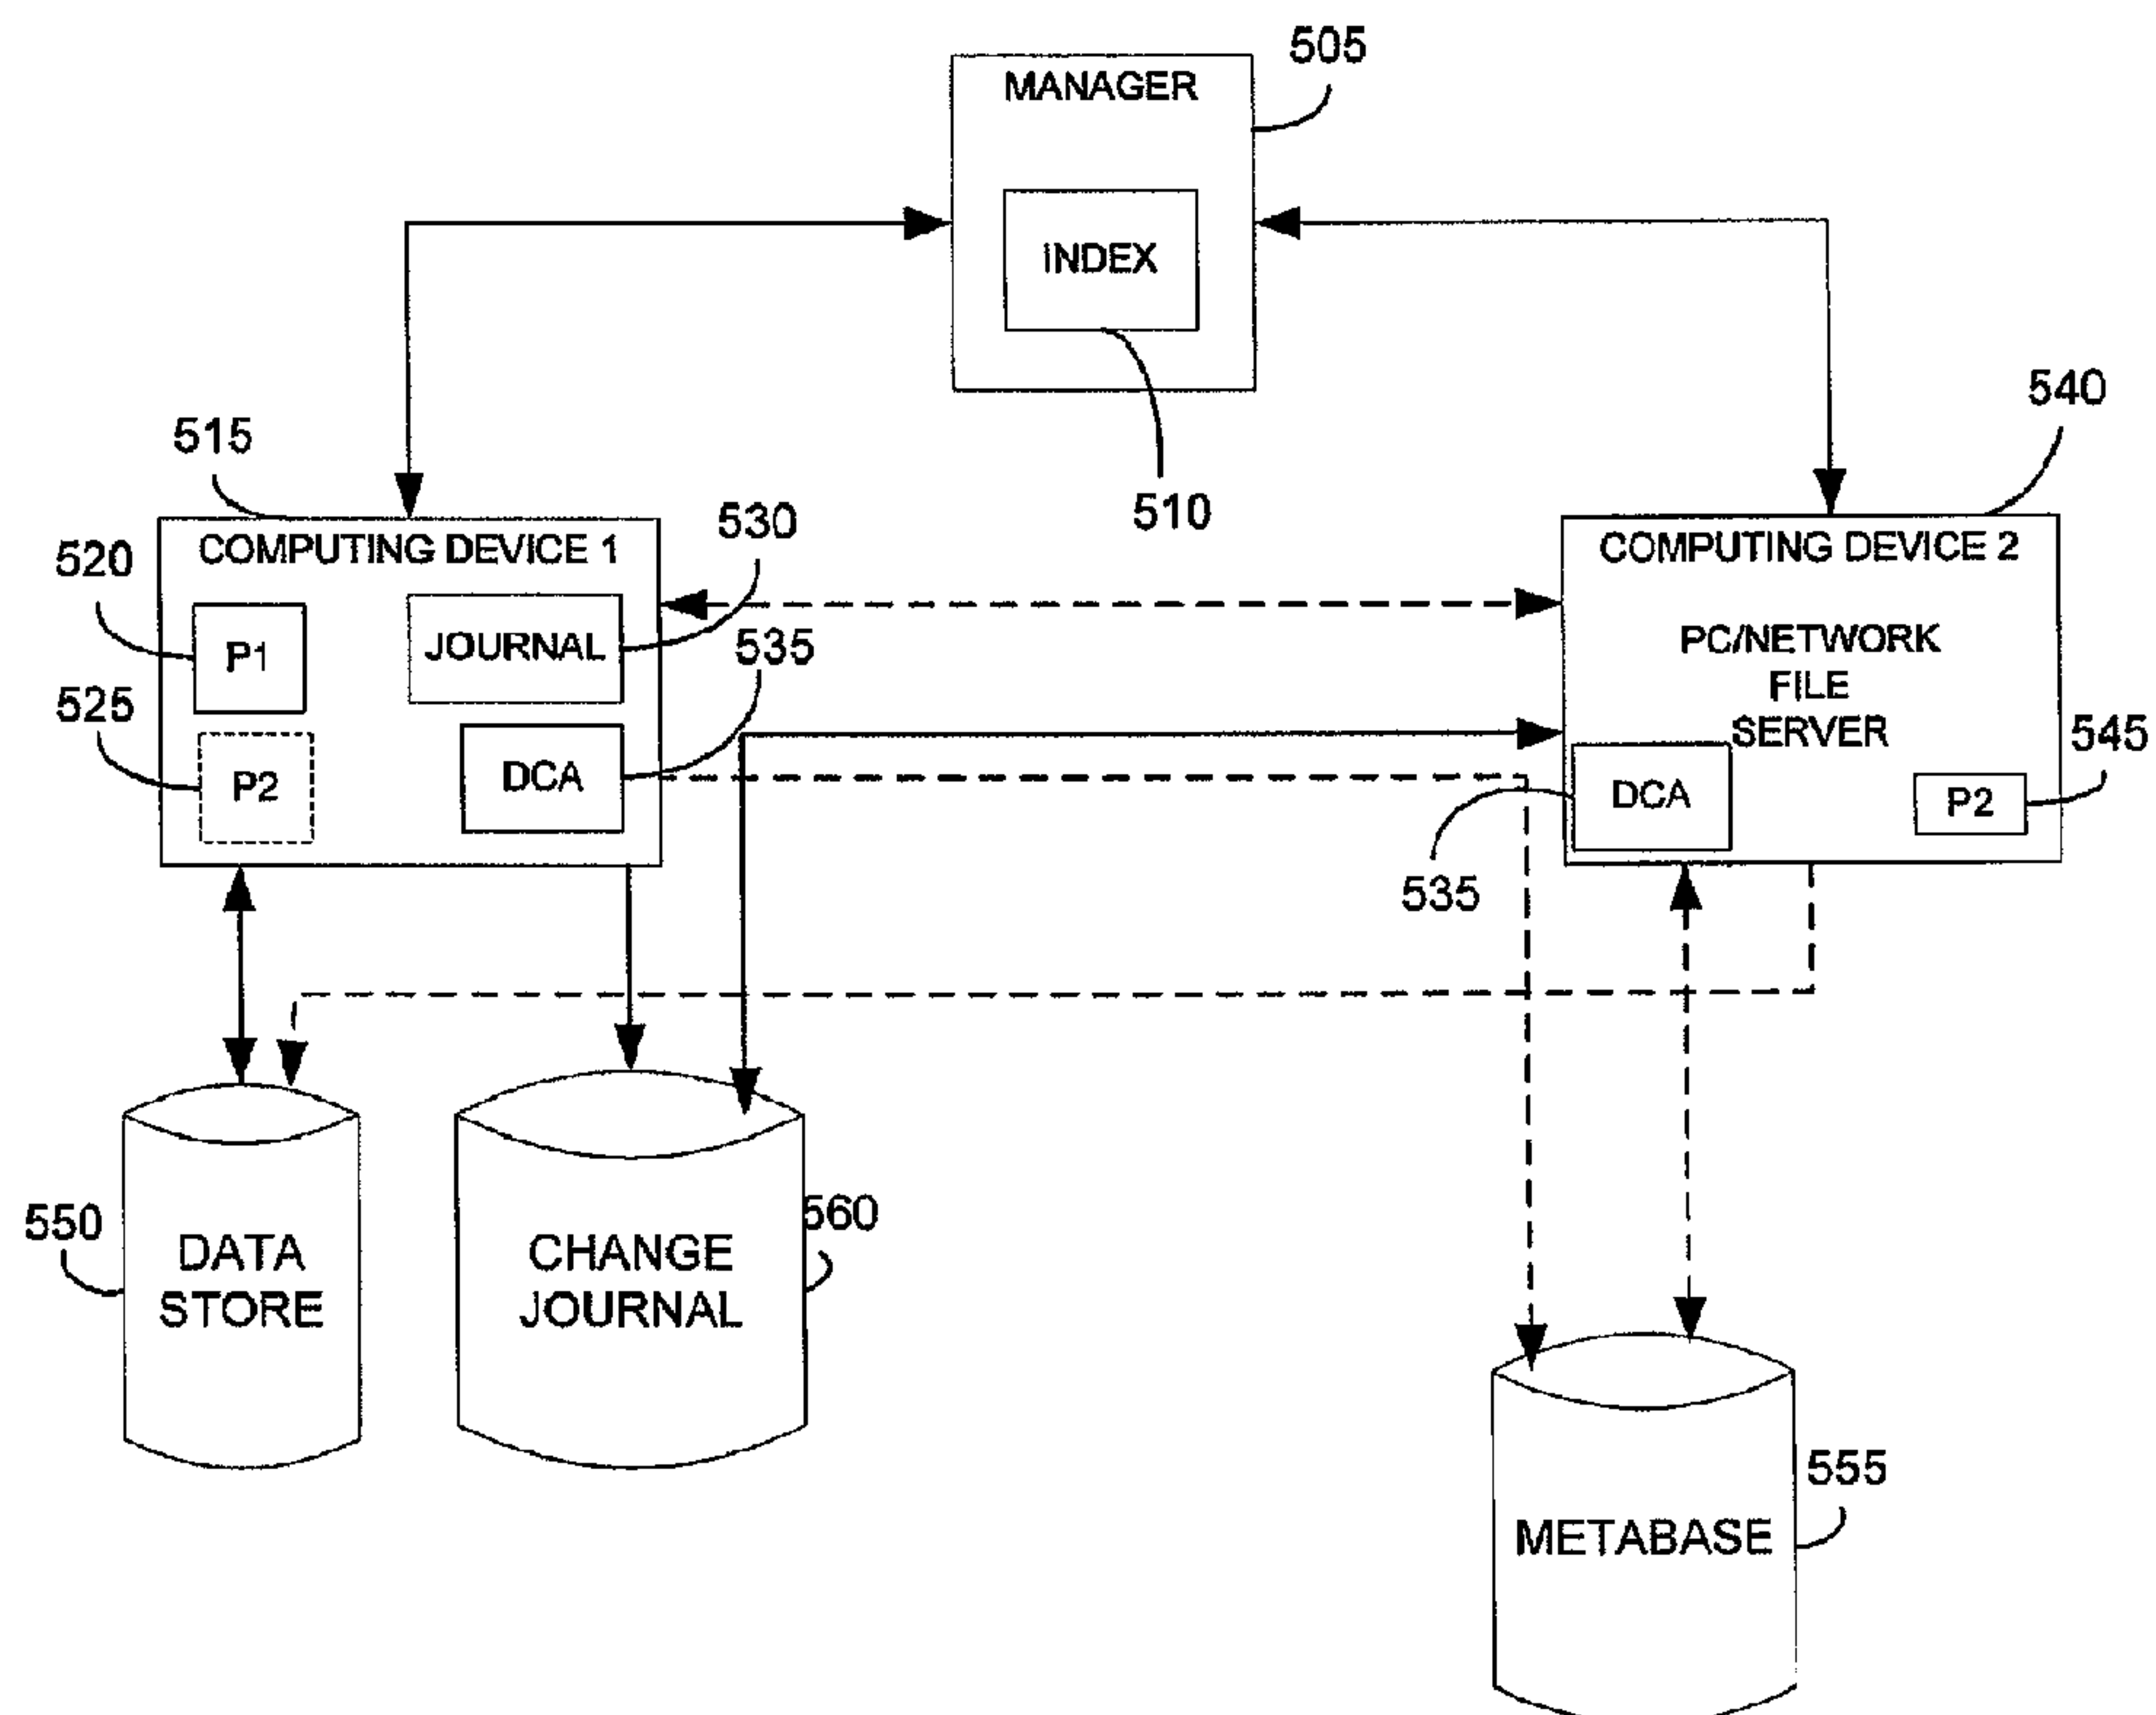 505
MANAGER
INDEX
510
540
515
530
COMPUTING DEVICE 1
COMPUTING DEVICE 2
520
P1
JOURNAL
535
PC/NETWORK
FILE
SERVER
525
P2
DCA
DCA
P2
545
535
550
DATA
STORE
560
CHANGE
JOURNAL
555
METABASE